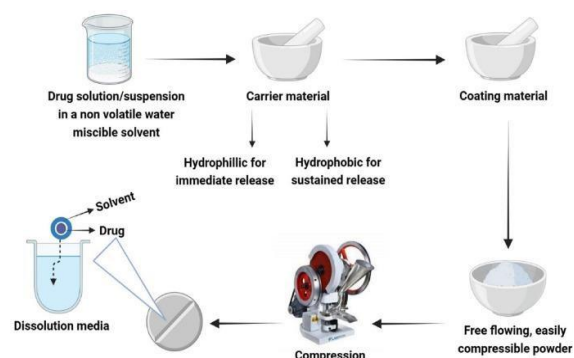 Drug solution/suspension
in a non volatile water
miscible solvent
Carrier material
Coating material
Hydrophillic for
immediate release
Hydrophobic for
sustained release
Solvent
Drug
Dissolution media
Compression
Free flowing, easily
compressible powder